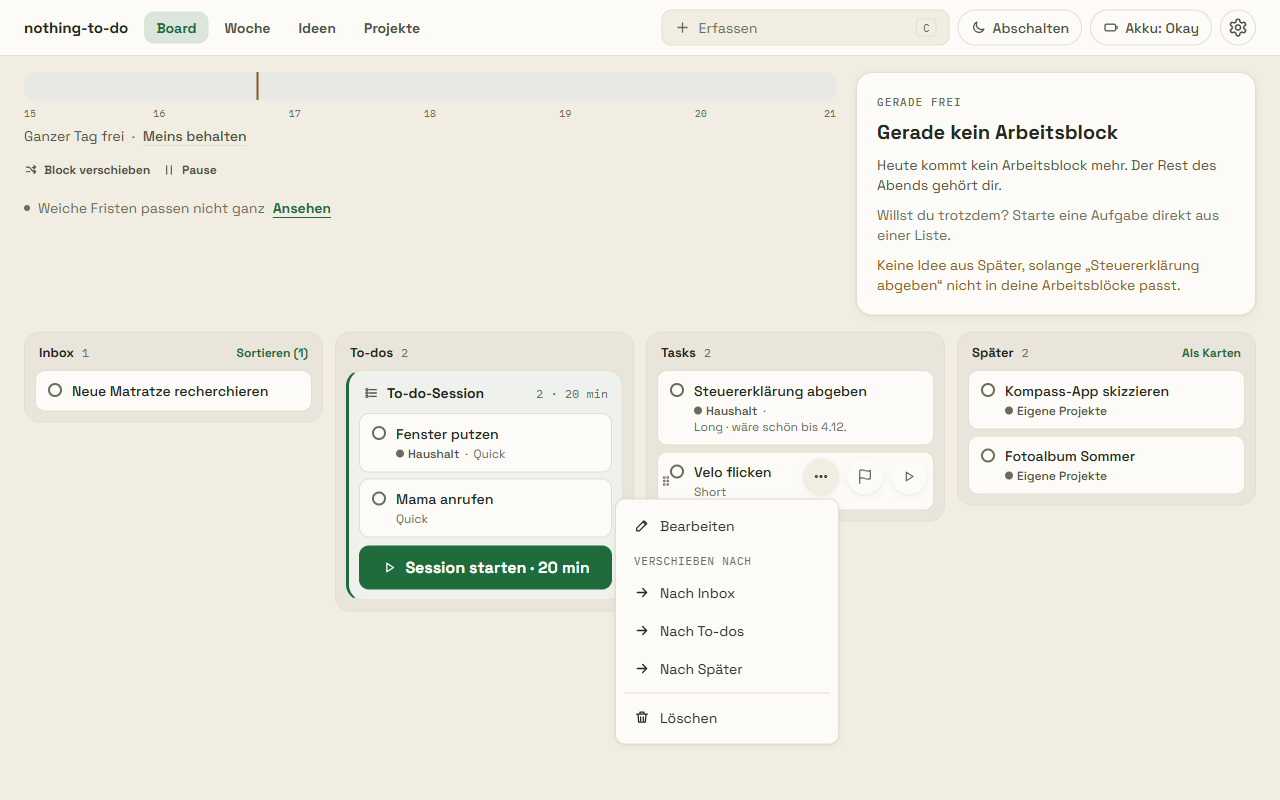 nothing-to-do Board Woche Ideen Projekte Erfassen C Abschalten Akku: Okay
15 16 17 18 19 20 21
Ganzer Tag frei · Meins behalten
Block verschieben Pause
Weiche Fristen passen nicht ganz Ansehen
GERADE FREI
Gerade kein Arbeitsblock
Heute kommt kein Arbeitsblock mehr. Der Rest des
Abends gehört dir.
Willst du trotzdem? Starte eine Aufgabe direkt aus
einer Liste.
Keine Idee aus Später, solange „Steuererklärung
abgeben“ nicht in deine Arbeitsblöcke passt.
Inbox 1 Sortieren (1)
Neue Matratze recherchieren
To-dos 2
To-do-Session 2 · 20 min
Fenster putzen
Haushalt · Quick
Mama anrufen
Quick
Session starten · 20 min
Tasks 2
Steuererklärung abgeben
Haushalt ·
Long · wäre schön bis 4.12.
Velo flicken
Short
Bearbeiten
VERSCHIEBEN NACH
Nach Inbox
Nach To-dos
Nach Später
Löschen
Später 2 Als Karten
Kompass-App skizzieren
Eigene Projekte
Fotoalbum Sommer
Eigene Projekte